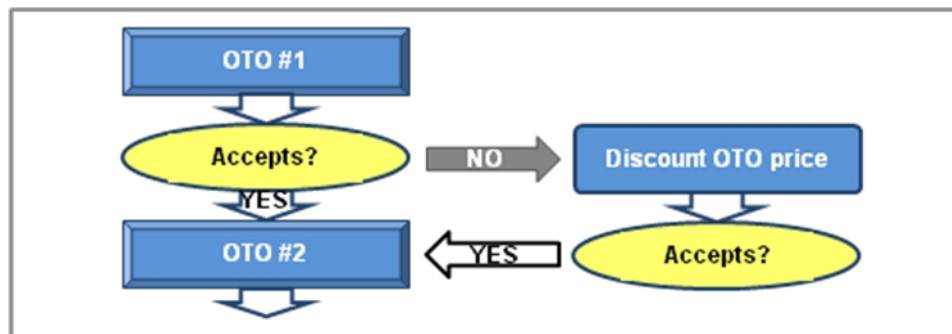 OTO #1
Accepts?
NO
Discount OTO price
YES
OTO #2
YES
Accepts?